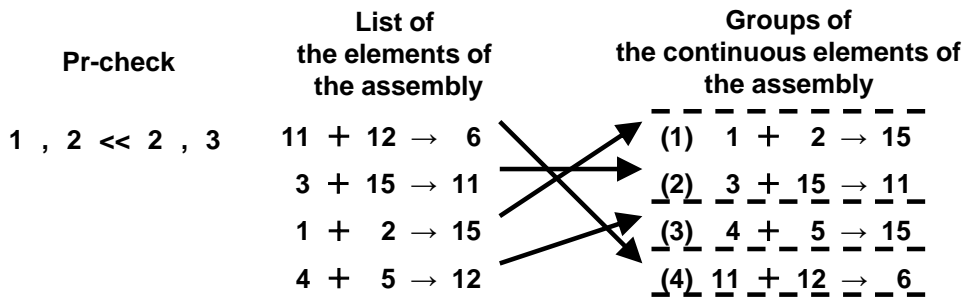 Pr-check
List of
the elements of
the assembly
Groups of
the continuous elements of
the assembly
1 , 2 << 2 , 3
11 + 12 → 6
3 + 15 → 11
1 + 2 → 15
4 + 5 → 12
(1) 1 + 2 → 15
(2) 3 + 15 → 11
(3) 4 + 5 → 15
(4) 11 + 12 → 6